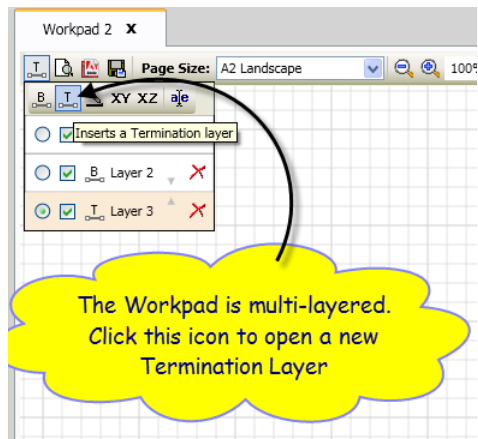 Workpad 2 X
T Page Size: A2 Landscape 100%
B T XY XZ a|e
Inserts a Termination layer
B Layer 2
T Layer 3
The Workpad is multi-layered.
Click this icon to open a new
Termination Layer